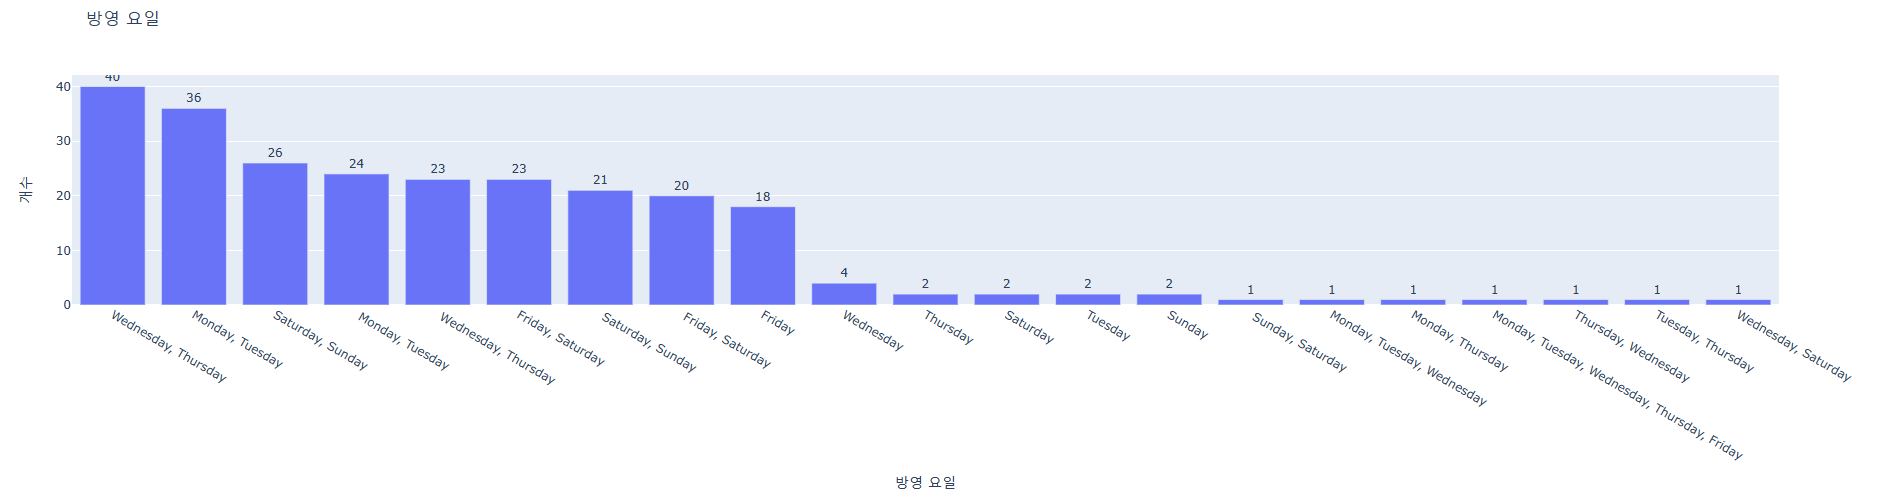 방영 요일
40
36
26
24
23
23
21
20
18
4
2
2
2
2
1
1
1
1
1
1
1
40
30
20
10
0
개수
Wednesday, Thursday
Monday, Tuesday
Saturday, Sunday
Monday, Tuesday
Wednesday, Thursday
Friday, Saturday
Saturday, Sunday
Friday, Saturday
Friday
Wednesday
Thursday
Saturday
Tuesday
Sunday
Sunday, Saturday
Monday, Tuesday, Wednesday
Monday, Thursday
Monday, Tuesday, Wednesday, Thursday, Friday
Thursday, Wednesday
Tuesday, Thursday
Wednesday, Saturday
방영 요일